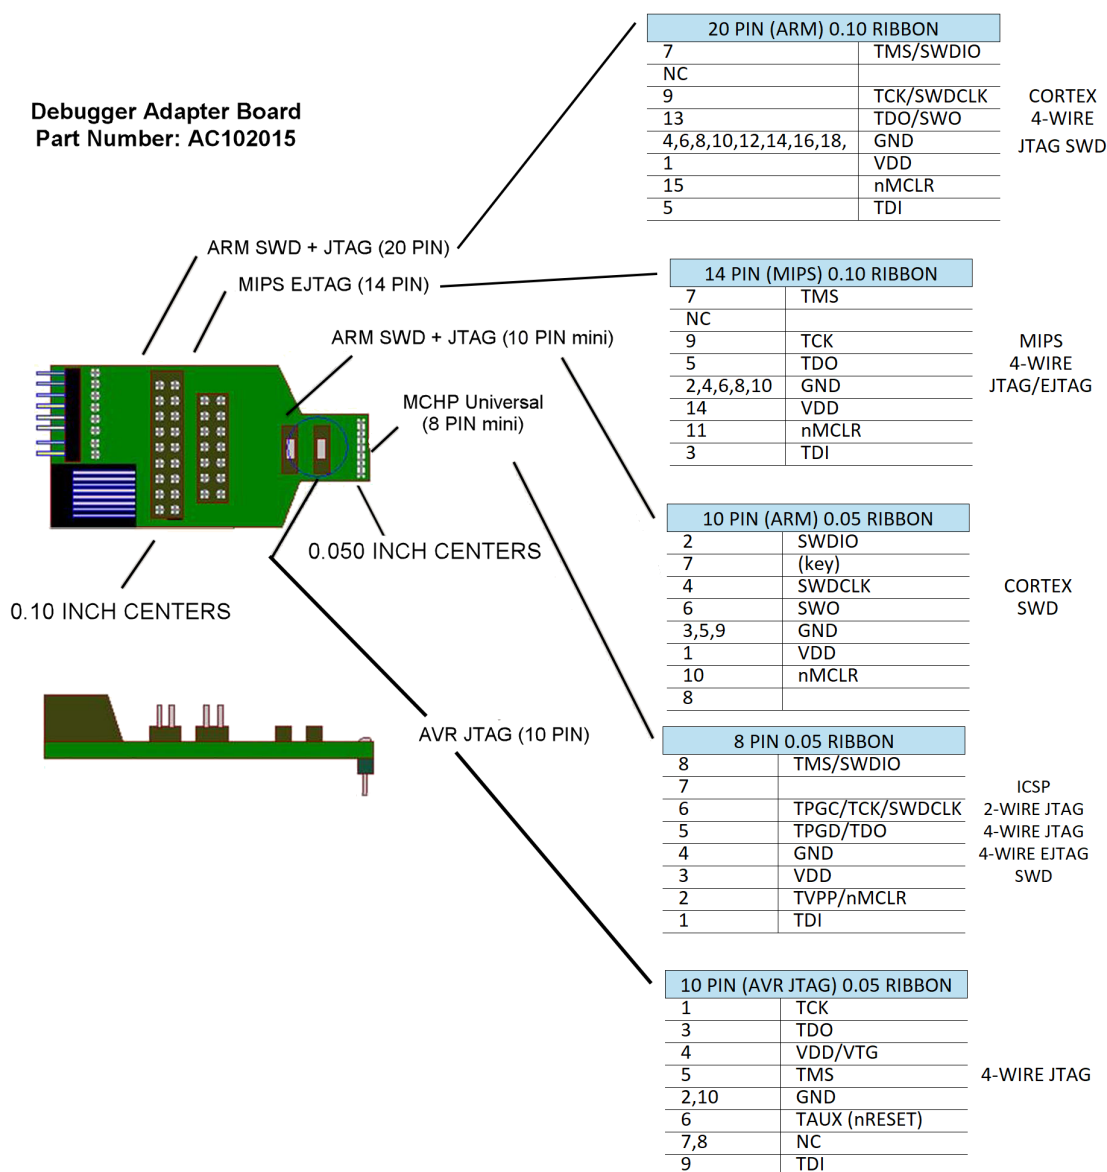 Debugger Adapter Board
Part Number: AC102015
ARM SWD + JTAG (20 PIN)
MIPS EJTAG (14 PIN)
ARM SWD + JTAG (10 PIN mini)
MCHP Universal
(8 PIN mini)
0.050 INCH CENTERS
0.10 INCH CENTERS
AVR JTAG (10 PIN)
20 PIN (ARM) 0.10 RIBBON
7 TMS/SWDIO
NC
9 TCK/SWDCLK
13 TDO/SWO
4,6,8,10,12,14,16,18, GND
1 VDD
15 nMCLR
5 TDI
CORTEX
4-WIRE
JTAG SWD
14 PIN (MIPS) 0.10 RIBBON
7 TMS
NC
9 TCK
5 TDO
2,4,6,8,10 GND
14 VDD
11 nMCLR
3 TDI
MIPS
4-WIRE
JTAG/EJTAG
10 PIN (ARM) 0.05 RIBBON
2 SWDIO
7 (key)
4 SWDCLK
6 SWO
3,5,9 GND
1 VDD
10 nMCLR
8
CORTEX
SWD
8 PIN 0.05 RIBBON
8 TMS/SWDIO
7
6 TPGC/TCK/SWDCLK
5 TPGD/TDO
4 GND
3 VDD
2 TVPP/nMCLR
1 TDI
ICSP
2-WIRE JTAG
4-WIRE JTAG
4-WIRE EJTAG
SWD
10 PIN (AVR JTAG) 0.05 RIBBON
1 TCK
3 TDO
4 VDD/VTG
5 TMS
2,10 GND
6 TAUX (nRESET)
7,8 NC
9 TDI
4-WIRE JTAG